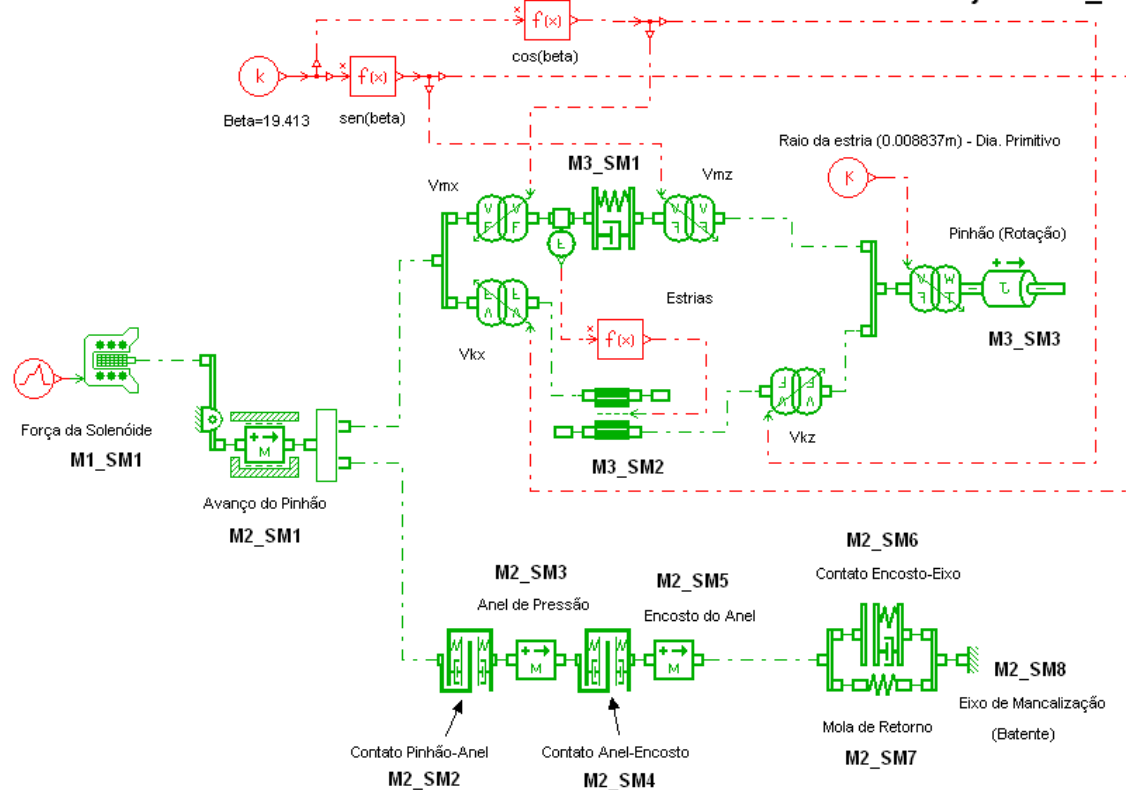 cos(beta)
Beta=19.413
sen(beta)
Raio da estria (0.008837m) - Dia. Primitivo
M3_SM1
Vmx
Vmz
Pinhão (Rotação)
Estrias
M3_SM3
Vkx
Força da Solenóide
M1_SM1
Vkz
M3_SM2
Avanço do Pinhão
M2_SM1
M2_SM6
Contato Encosto-Eixo
M2_SM3
Anel de Pressão
M2_SM5
Encosto do Anel
M2_SM8
Eixo de Mancalização
(Batente)
Mola de Retorno
M2_SM7
Contato Pinhão-Anel
M2_SM2
Contato Anel-Encosto
M2_SM4
k
f(x)
f(x)
K
f(x)
M
M
M